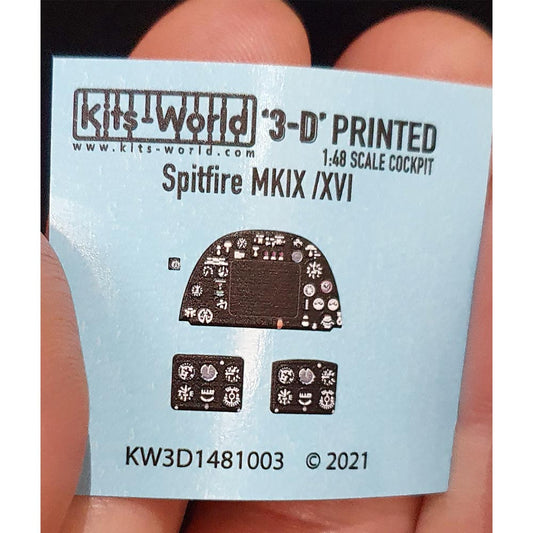 Kits-World '3-D' PRINTED
www.kits-world.com
1:48 SCALE COCKPIT
Spitfire MKIX /XVI
KW3D1481003 © 2021